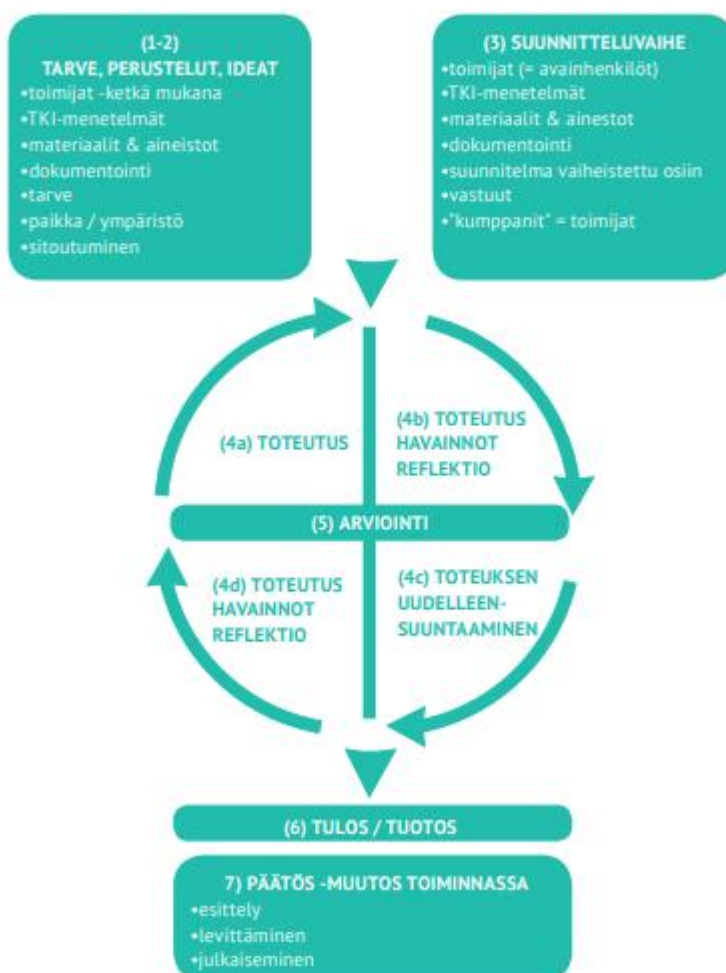 (1-2)
TARVE, PERUSTELUT, IDEAT
•toimijat -ketkä mukana
•TKI-menetelmät
•materiaalit & aineistot
•dokumentointi
•tarve
•paikka / ympäristö
•sitoutuminen
(3) SUUNNITTELUVAIHE
•toimijat (= avainhenkilöt)
•TKI-menetelmät
•materiaalit & ainestot
•dokumentointi
•suunnitelma vaiheistettu osiin
•vastuut
•"kumppanit" = toimijat
(4a) TOTEUTUS
(4b) TOTEUTUS
HAVAINNOT
REFLEKTIO
(5) ARVIOINTI
(4d) TOTEUTUS
HAVAINNOT
REFLEKTIO
(4c) TOTEUKSEN
UUDELLEEN-
SUUNTAAMINEN
(6) TULOS / TUOTOS
7) PÄÄTÖS -MUUTOS TOIMINNASSA
•esittely
•levittäminen
•julkaiseminen